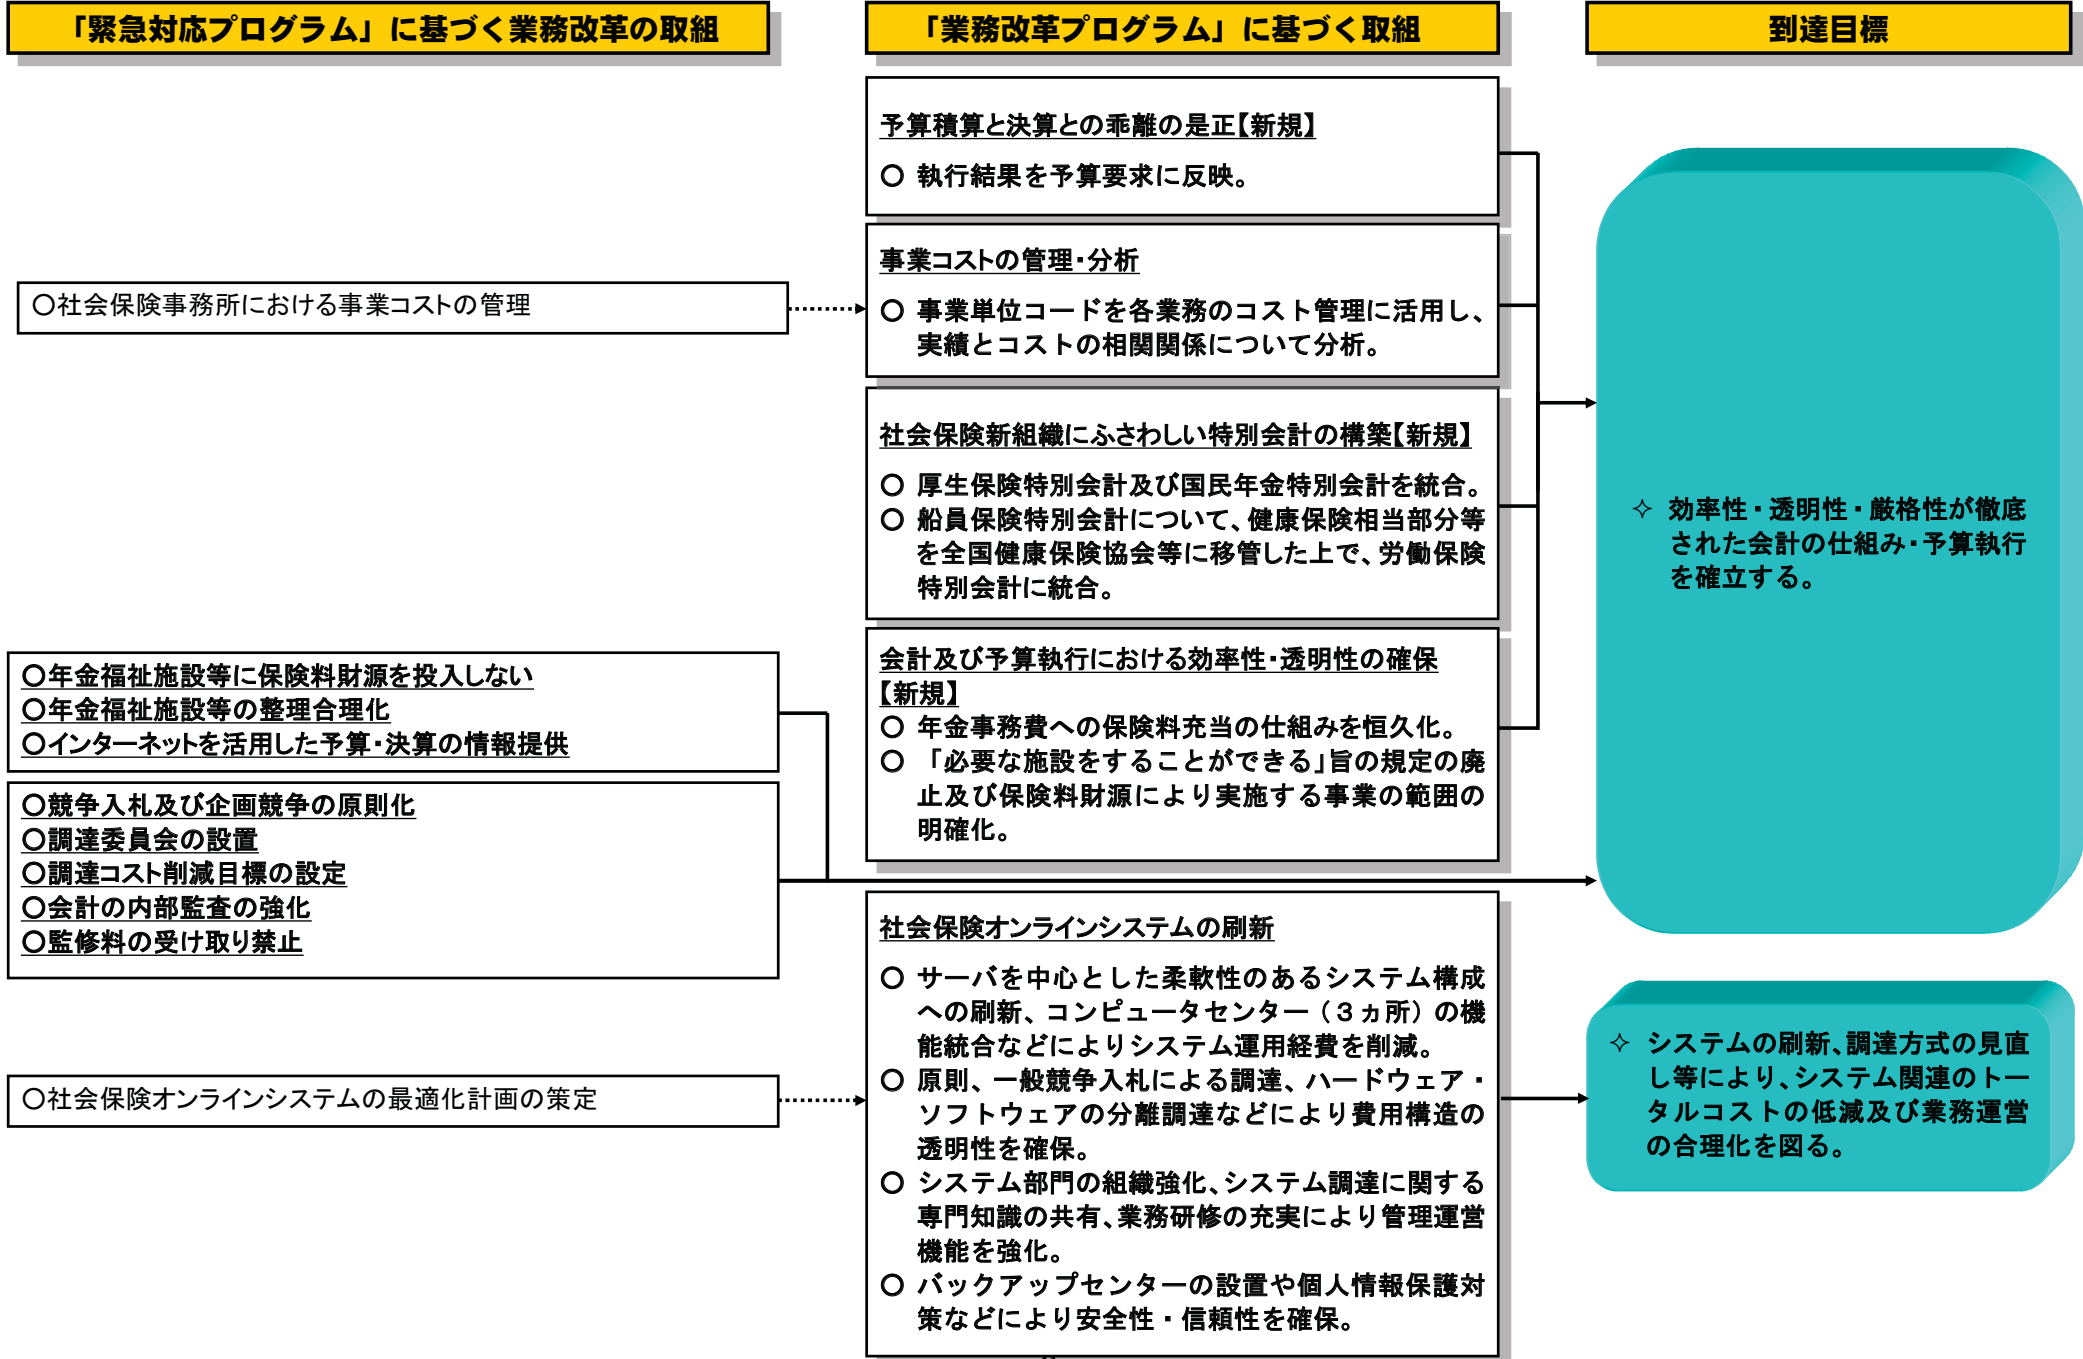 「緊急対応プログラム」に基づく業務改革の取組
「業務改革プログラム」に基づく取組
到達目標
予算積算と決算との乖離の是正【新規】
○ 執行結果を予算要求に反映。
事業コストの管理・分析
○ 事業単位コードを各業務のコスト管理に活用し、
実績とコストの相関関係について分析。
○社会保険事務所における事業コストの管理
社会保険新組織にふさわしい特別会計の構築【新規】
○ 厚生保険特別会計及び国民年金特別会計を統合。
○ 船員保険特別会計について、健康保険相当部分等
を全国健康保険協会等に移管した上で、労働保険
特別会計に統合。
会計及び予算執行における効率性・透明性の確保
【新規】
○ 年金事務費への保険料充当の仕組みを恒久化。
○ 「必要な施設をすることができる」旨の規定の廃
止及び保険料財源により実施する事業の範囲の
明確化。
○年金福祉施設等に保険料財源を投入しない
○年金福祉施設等の整理合理化
○インターネットを活用した予算・決算の情報提供
○競争入札及び企画競争の原則化
○調達委員会の設置
○調達コスト削減目標の設定
○会計の内部監査の強化
○監修料の受け取り禁止
✧ 効率性・透明性・厳格性が徹底
された会計の仕組み・予算執行
を確立する。
社会保険オンラインシステムの刷新
○ サーバを中心とした柔軟性のあるシステム構成
への刷新、コンピュータセンター（３ヵ所）の機
能統合などによりシステム運用経費を削減。
○ 原則、一般競争入札による調達、ハードウェア・
ソフトウェアの分離調達などにより費用構造の
透明性を確保。
○ システム部門の組織強化、システム調達に関する
専門知識の共有、業務研修の充実により管理運営
機能を強化。
○ バックアップセンターの設置や個人情報保護対
策などにより安全性・信頼性を確保。
○社会保険オンラインシステムの最適化計画の策定
✧ システムの刷新、調達方式の見直
し等により、システム関連のトー
タルコストの低減及び業務運営
の合理化を図る。